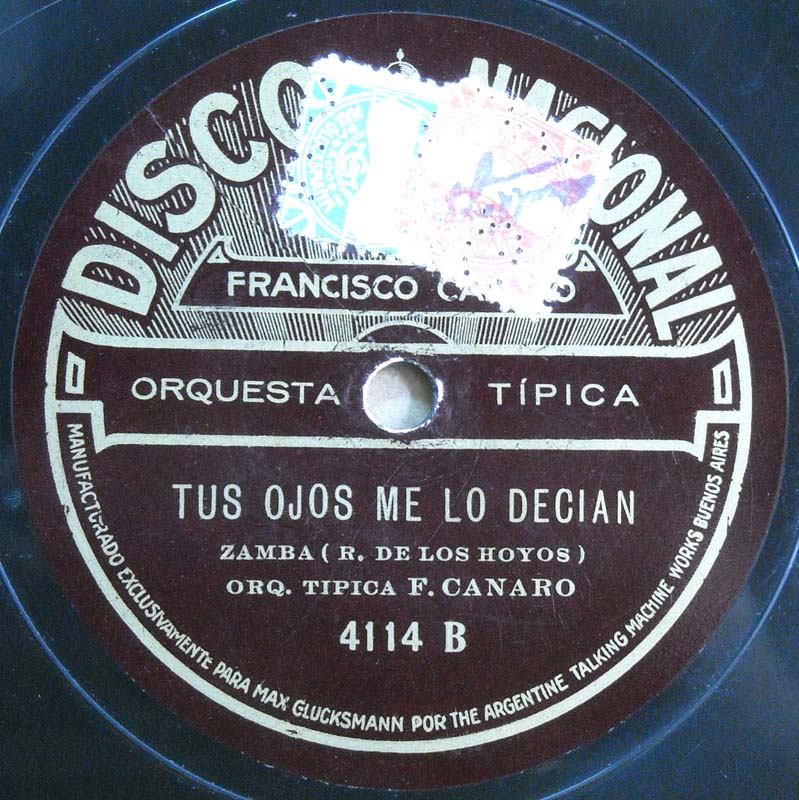 DISCO NACIONAL
FRANCISCO
ORQUESTA TÍPICA
TUS OJOS ME LO DECIAN
ZAMBA ( R. DE LOS HOYOS )
ORQ. TIPICA F. CANARO
4114 B
MANUFACTURADO EXCLUSIVAMENTE PARA MAX GLUCKSMANN POR THE ARGENTINE TALKING MACHINE WORKS BUENOS AIRES